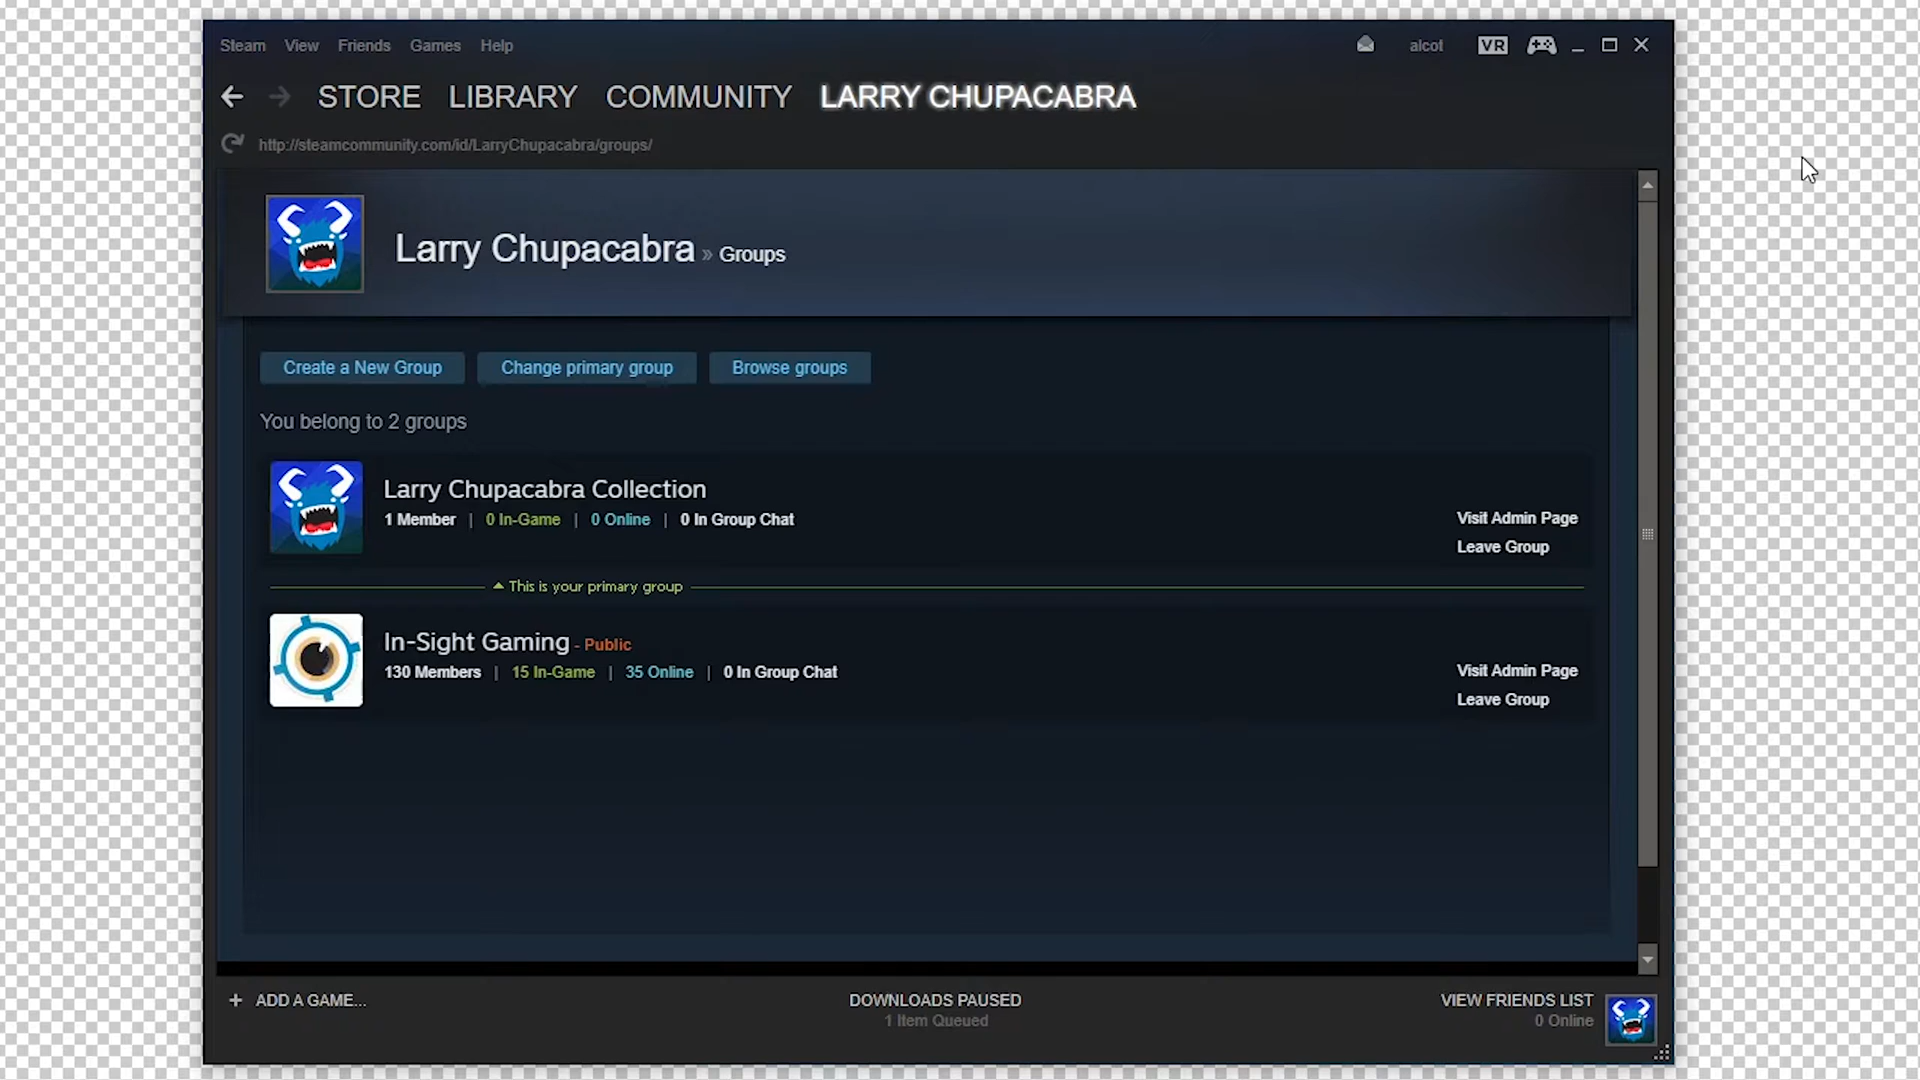 Steam View Friends Games Help alcot VR
STORE LIBRARY COMMUNITY LARRY CHUPACABRA
http://steamcommunity.com/id/LarryChupacabra/groups/
Larry Chupacabra » Groups
Create a New Group Change primary group Browse groups
You belong to 2 groups
Larry Chupacabra Collection
1 Member | 0 In-Game | 0 Online | 0 In Group Chat
Visit Admin Page
Leave Group
This is your primary group
In-Sight Gaming - Public
130 Members | 15 In-Game | 35 Online | 0 In Group Chat
Visit Admin Page
Leave Group
+ ADD A GAME...
DOWNLOADS PAUSED
1 Item Queued
VIEW FRIENDS LIST
0 Online